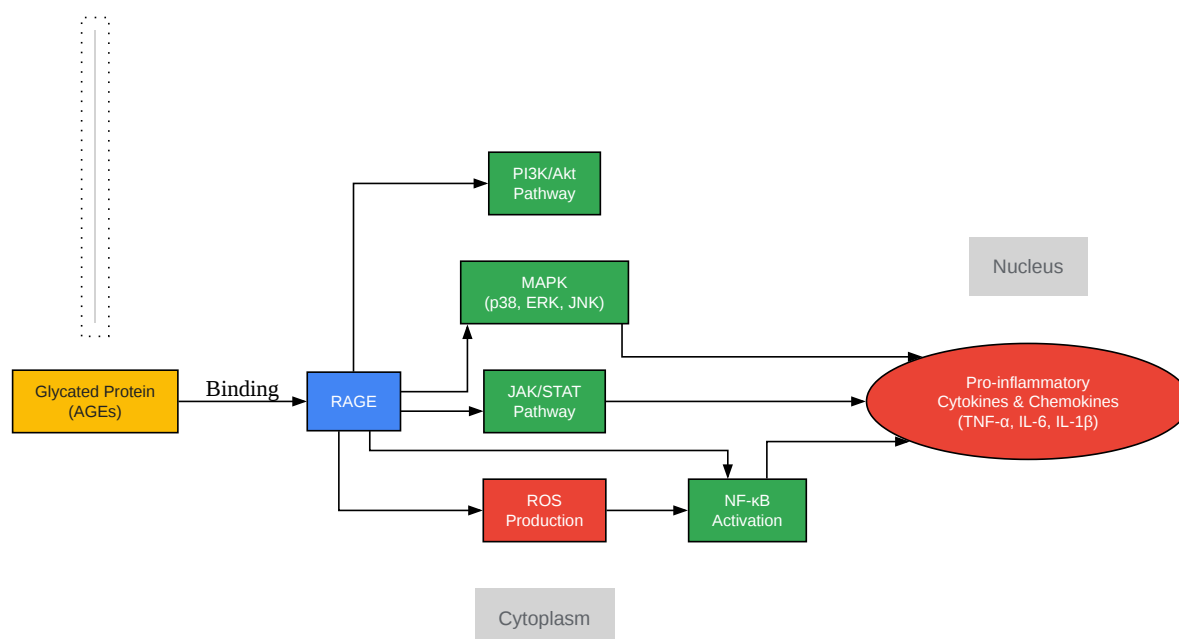 PI3K/Akt
Pathway
Nucleus
MAPK
(p38, ERK, JNK)
Glycated Protein
(AGEs)
Binding
RAGE
JAK/STAT
Pathway
Pro-inflammatory
Cytokines & Chemokines
(TNF-α, IL-6, IL-1β)
ROS
Production
NF-κB
Activation
Cytoplasm